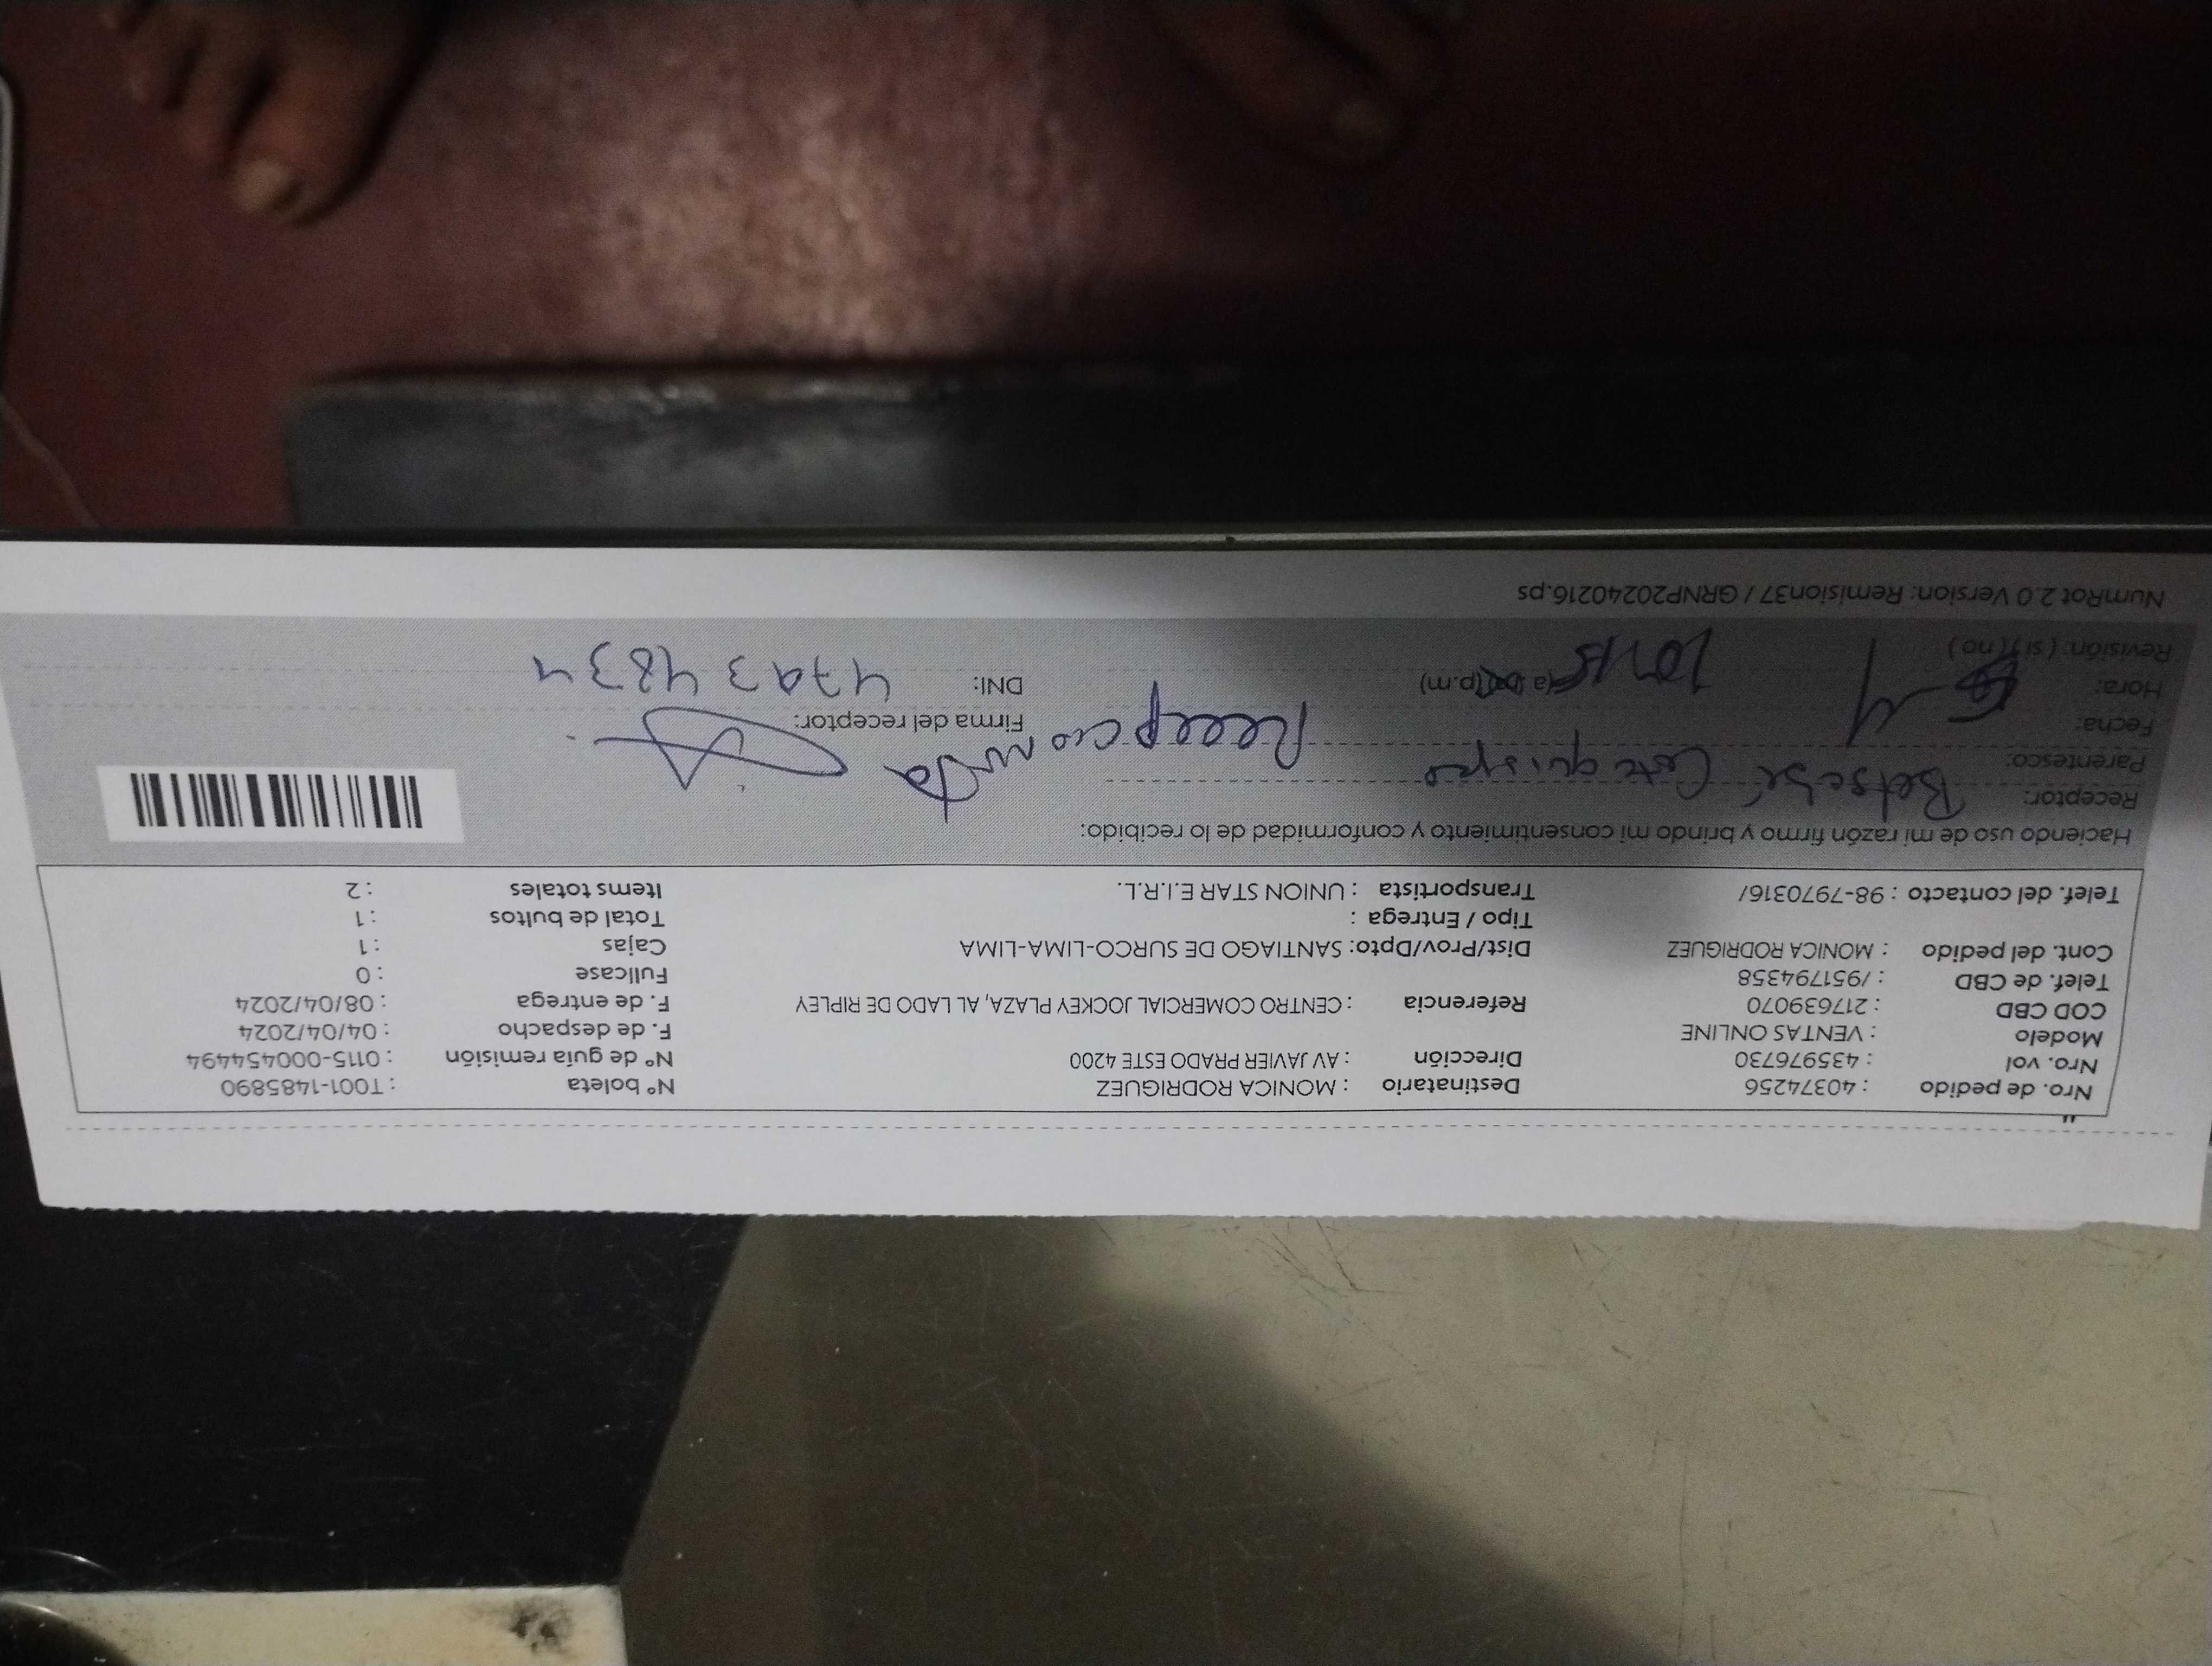 Nro. de pedido : 40374256 Destinatario : MONICA RODRIGUEZ N° boleta : T001-1485890
Nro. vol : 435976730 Dirección : AV JAVIER PRADO ESTE 4200 N° de guía remisión : 0115-000454494
Modelo : VENTAS ONLINE F. de despacho : 04/04/2024
COD CBD : 217639070 Referencia : CENTRO COMERCIAL JOCKEY PLAZA, AL LADO DE RIPLEY F. de entrega : 08/04/2024
Telef. de CBD : /951794358 Fullcase : 0
Cont. del pedido : MONICA RODRIGUEZ Dist/Prov/Dpto: SANTIAGO DE SURCO-LIMA-LIMA Cajas : 1
Tipo / Entrega : Total de bultos : 1
Telef. del contacto : 98-7970316/ Transportista : UNION STAR E.I.R.L. Items totales : 2
Haciendo uso de mi razón firmo y brindo mi consentimiento y conformidad de lo recibido:
Receptor: Betsabé quispe
Parentesco: Recepcionista
Fecha: Firma del receptor:
Hora: (p.m) DNI:
Revisión: ( si ) ( no )
NumRot 2.0 Version: Remision37 / GRNP20240216.ps